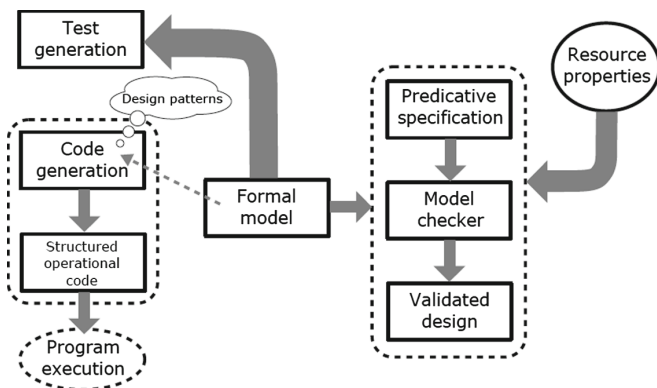 Test
generation
Design patterns
Code
generation
Structured
operational
code
Program
execution
Formal
model
Predicative
specification
Model
checker
Validated
design
Resource
properties